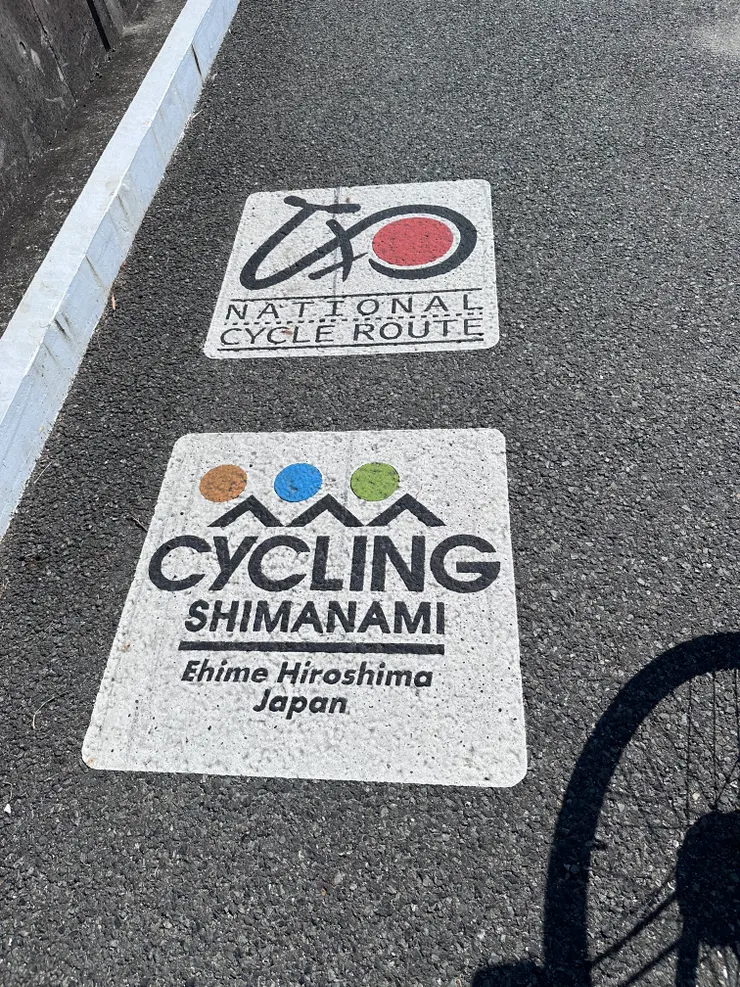 NATIONAL
CYCLE ROUTE
CYCLING
SHIMANAMI
Ehime Hiroshima
Japan